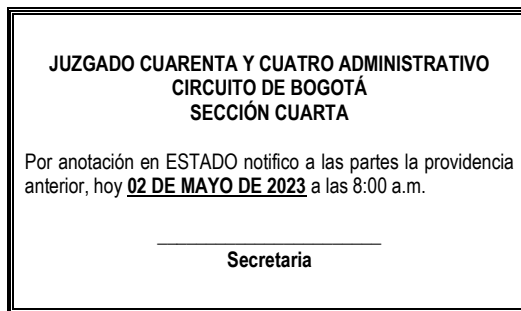 JUZGADO CUARENTA Y CUATRO ADMINISTRATIVO
CIRCUITO DE BOGOTÁ
SECCIÓN CUARTA
Por anotación en ESTADO notifico a las partes la providencia
anterior, hoy 02 DE MAYO DE 2023 a las 8:00 a.m.
Secretaria